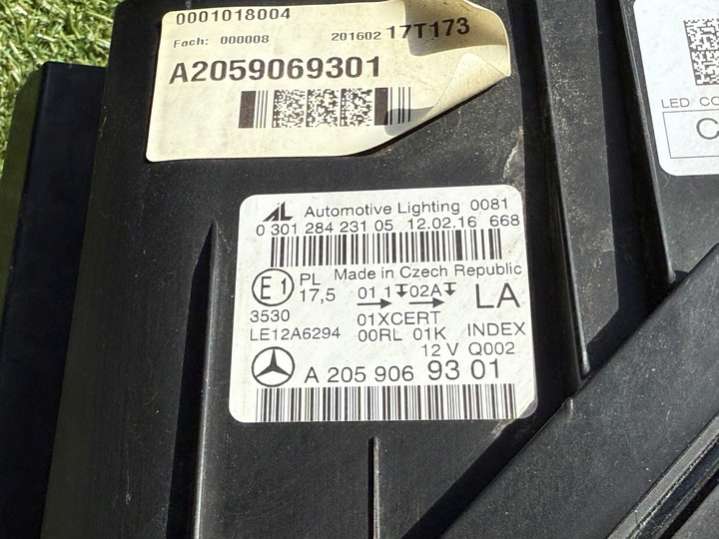 0001018004
Fach: 000008 201602 17T173
A2059069301
LED CO
C
AL Automotive Lighting 0081
0 301 284 231 05 12.02.16 668
Made in Czech Republic
E1 PL 17,5 01 1 02A LA
3530 01XCERT
LE12A6294 00RL 01K INDEX
12 V Q002
A 205 906 93 01